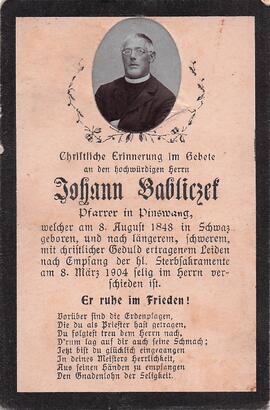 Christliche Erinnerung im Gebete
an den hochwürdigen Herrn
Johann Babliczek
Pfarrer in Pinswang,
welcher am 8. August 1848 in Schwaz
geboren, und nach längerem, schwerem,
mit christlicher Geduld ertragenem Leiden
nach Empfang der hl. Sterbsakramente
am 8. März 1904 selig im Herrn ver-
schieden ist.
Er ruhe im Frieden!
Vorüber sind die Erdenplagen,
Die du als Priester hast getragen,
Du folgtest treu dem Herrn nach,
D'rum lag auf dir auch seine Schmach;
Jetzt bist du glücklich eingegangen
In deines Meisters Herrlichkeit,
Aus seinen Händen zu empfangen
Den Gnadenlohn der Seligkeit.